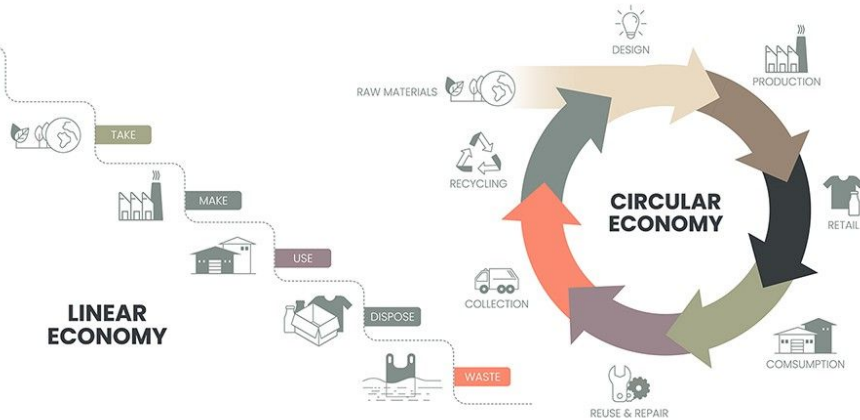 TAKE
MAKE
USE
DISPOSE
WASTE
LINEAR
ECONOMY
RAW MATERIALS
DESIGN
PRODUCTION
RETAIL
COMSUMPTION
REUSE & REPAIR
COLLECTION
RECYCLING
CIRCULAR
ECONOMY